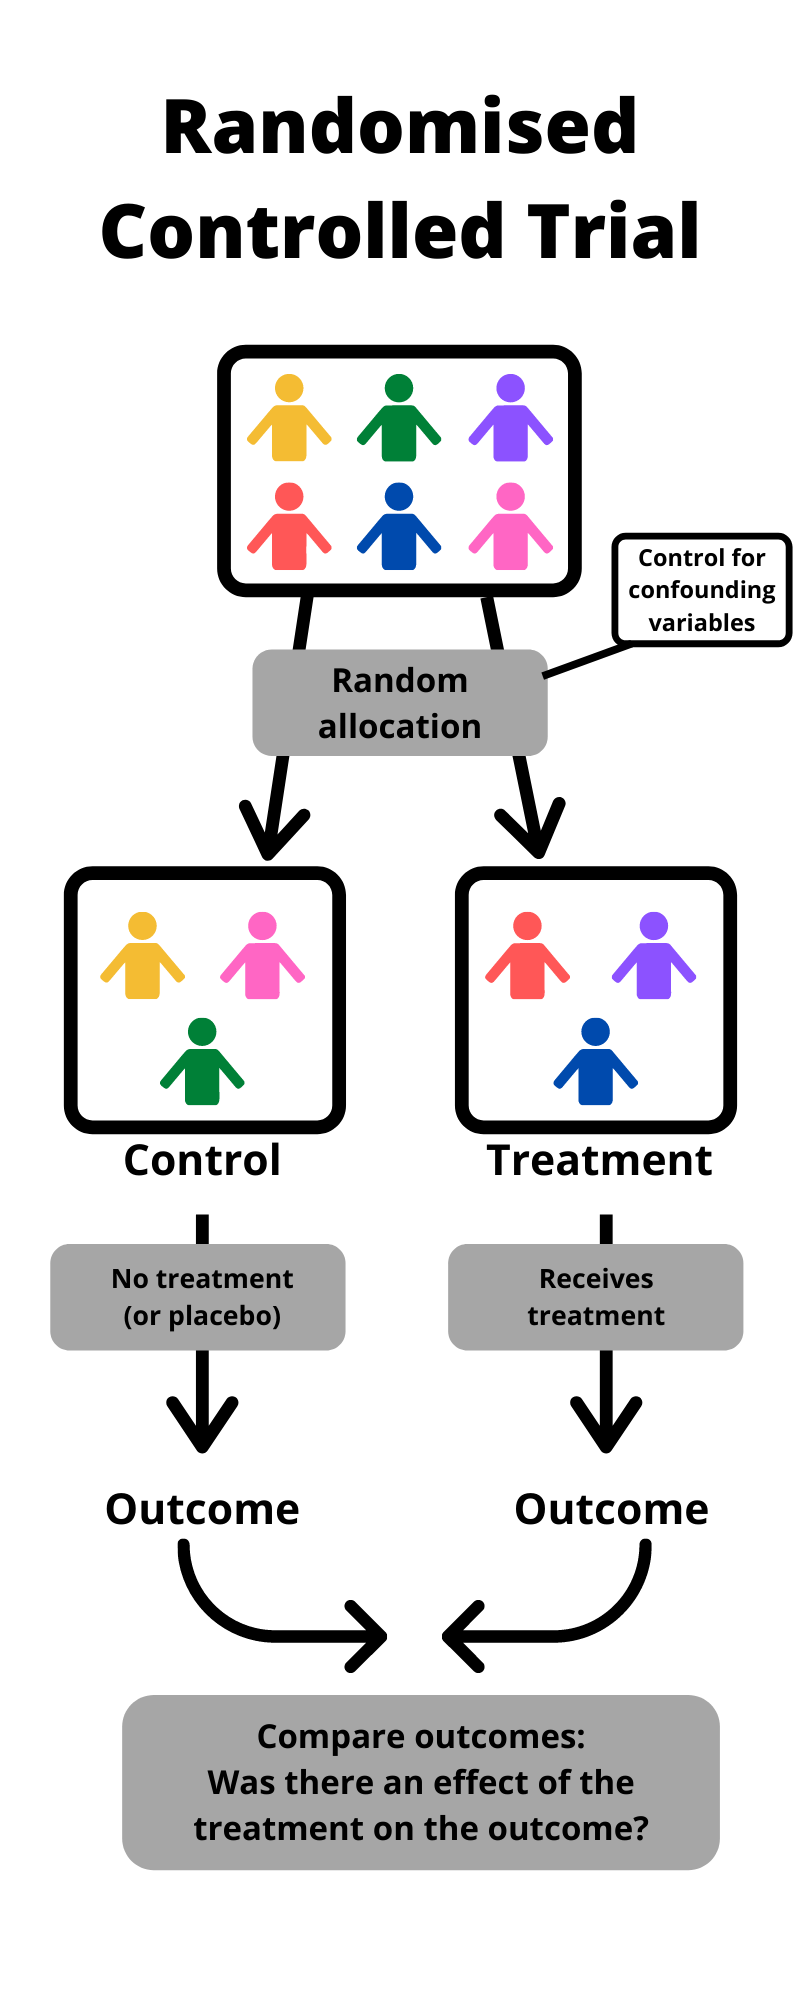 Randomised
Controlled Trial
Control for
confounding
variables
Random
allocation
Control
Treatment
No treatment
(or placebo)
Receives
treatment
Outcome
Outcome
Compare outcomes:
Was there an effect of the
treatment on the outcome?